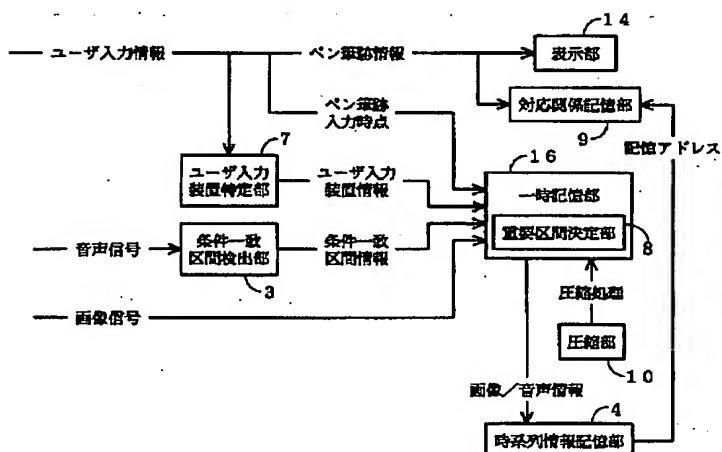 14
ユーザ入力情報
ペン筆跡情報
表示部
ペン筆跡
入力時点
対応関係記憶部
9
記憶アドレス
7
16
ユーザ入力
装置特定部
ユーザ入力
装置情報
一時記憶部
重要区間決定部
8
音声信号
条件一致
区間検出部
条件一致
区間情報
3
画像信号
圧縮処理
圧縮部
10
画像/音声情報
4
時系列情報記憶部